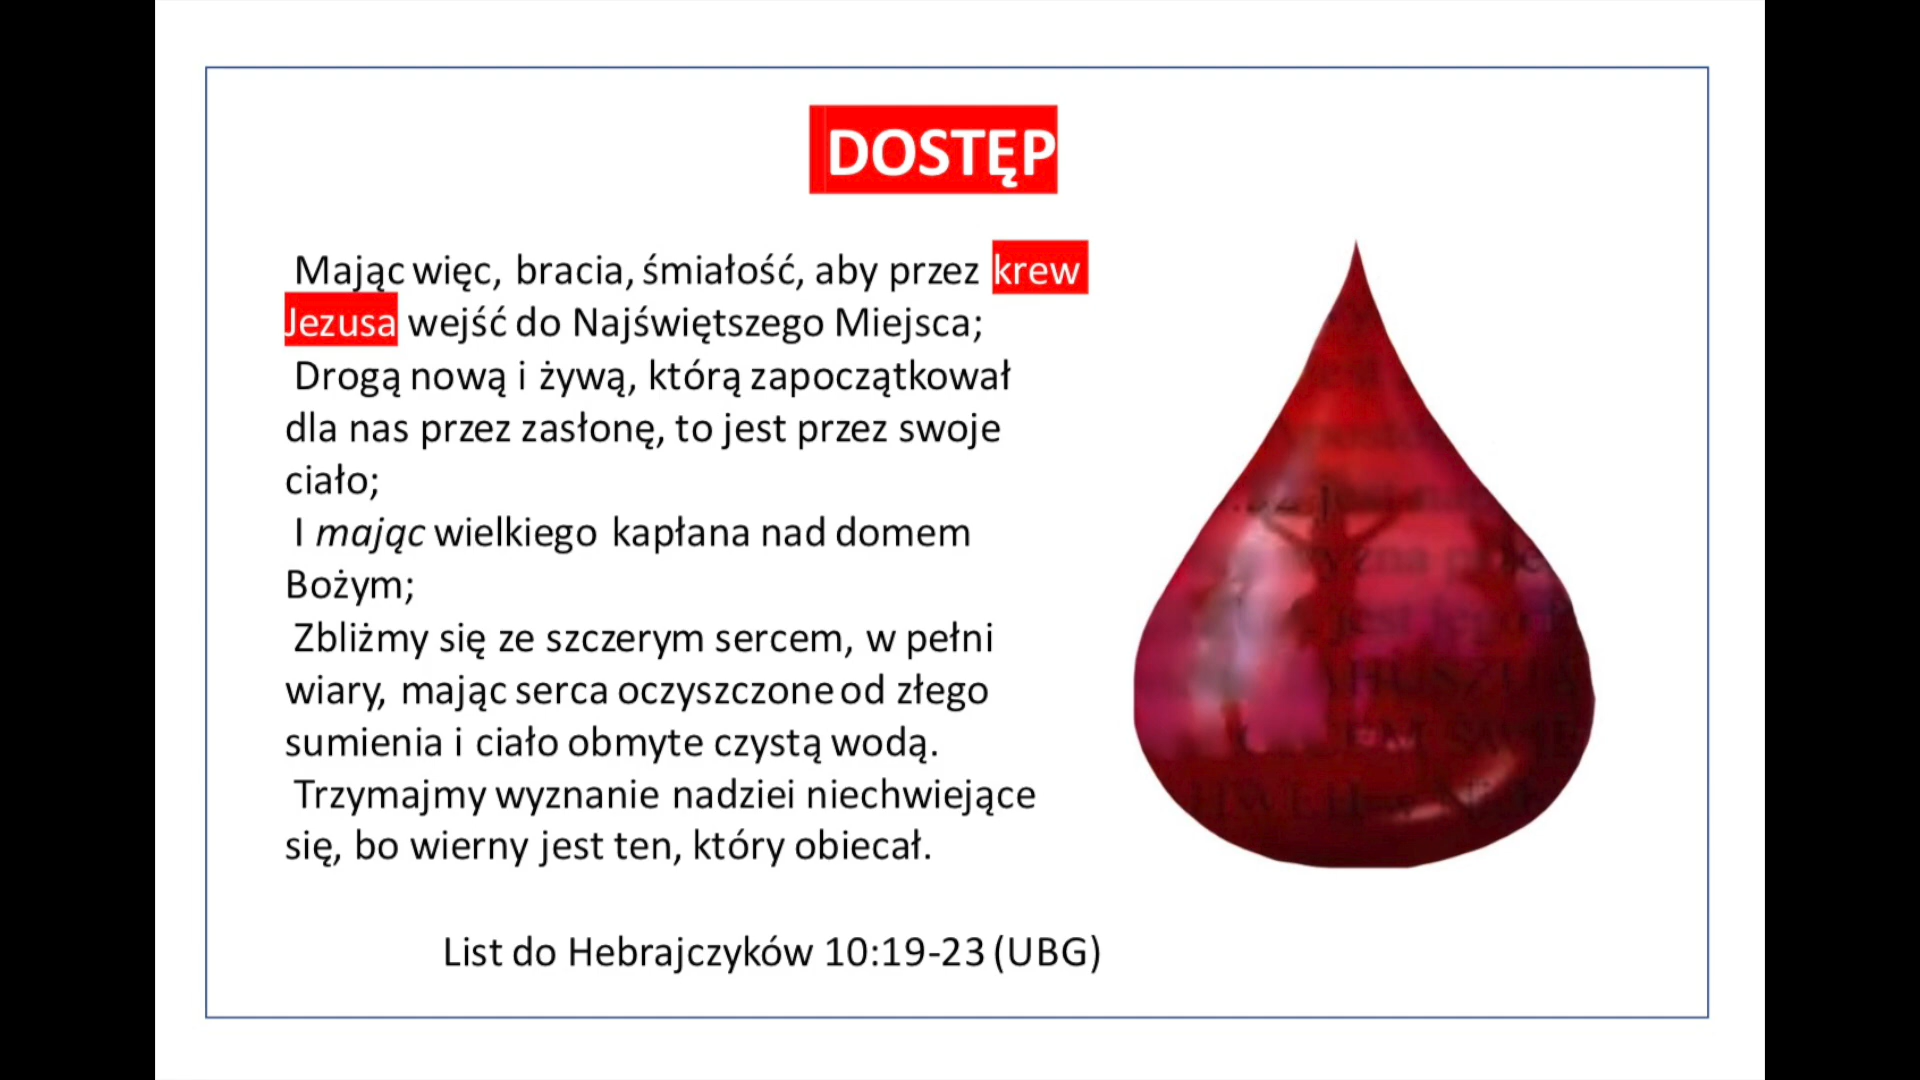 DOSTĘP
Mając więc, bracia, śmiałość, aby przez krew
Jezusa wejść do Najświętszego Miejsca;
Drogą nową i żywą, którą zapoczątkował
dla nas przez zasłonę, to jest przez swoje
ciało;
I mając wielkiego kapłana nad domem
Bożym;
Zbliżmy się ze szczerym sercem, w pełni
wiary, mając serca oczyszczone od złego
sumienia i ciało obmyte czystą wodą.
Trzymajmy wyznanie nadziei niechwiejące
się, bo wierny jest ten, który obiecał.
List do Hebrajczyków 10:19-23 (UBG)